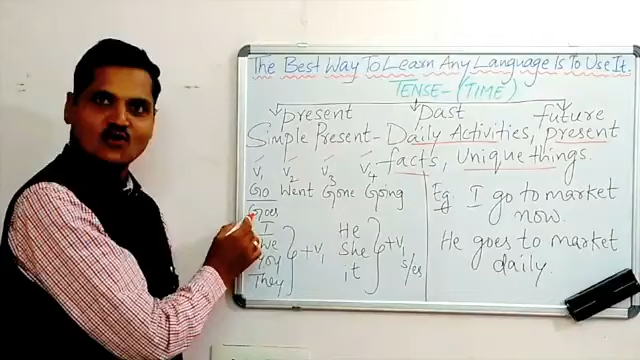 The Best Way To Learn Any Language Is To Use It.
TENSE - (TIME)
present past future
Simple Present - Daily Activities, present
facts, Unique things.
V1 V2 V3 V4
Go Went Gone Going
Goes
I
we
You
They
+V1
He
She
it
+V1
s/es
Eg. I go to market
now.
He goes to market
daily.